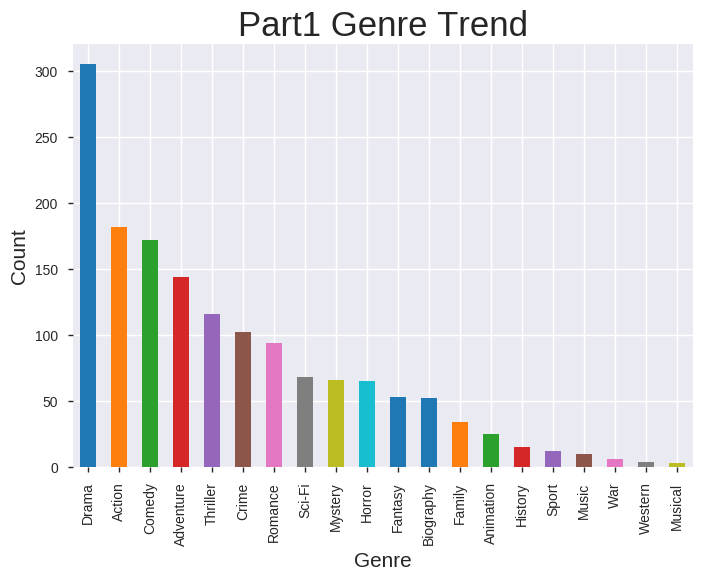 Part1 Genre Trend
300
250
200
150
100
50
0
Count
Drama
Action
Comedy
Adventure
Thriller
Crime
Romance
Sci-Fi
Mystery
Horror
Fantasy
Biography
Family
Animation
History
Sport
Music
War
Western
Musical
Genre